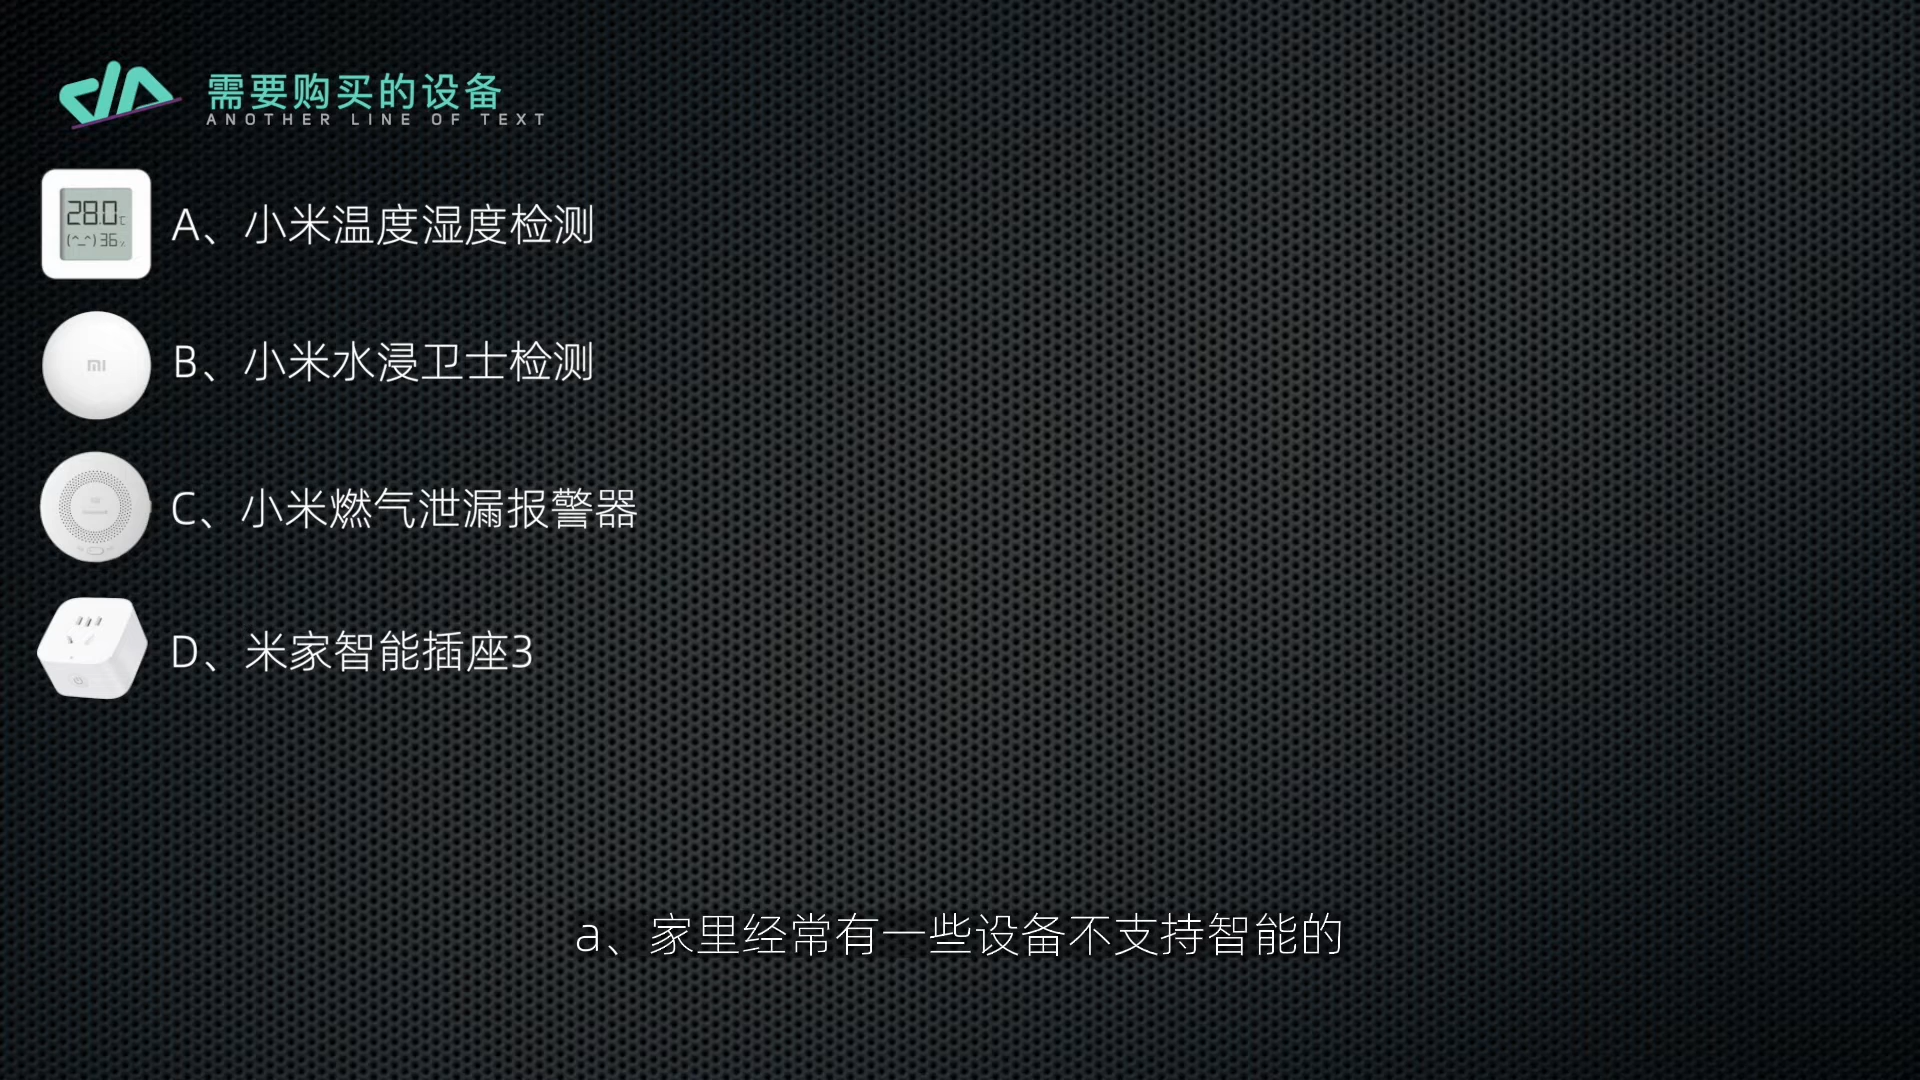 需要购买的设备
ANOTHER LINE OF TEXT
28.0℃
(^_^) 36%
A、小米温度湿度检测
MI
B、小米水浸卫士检测
C、小米燃气泄漏报警器
D、米家智能插座3
a、家里经常有一些设备不支持智能的